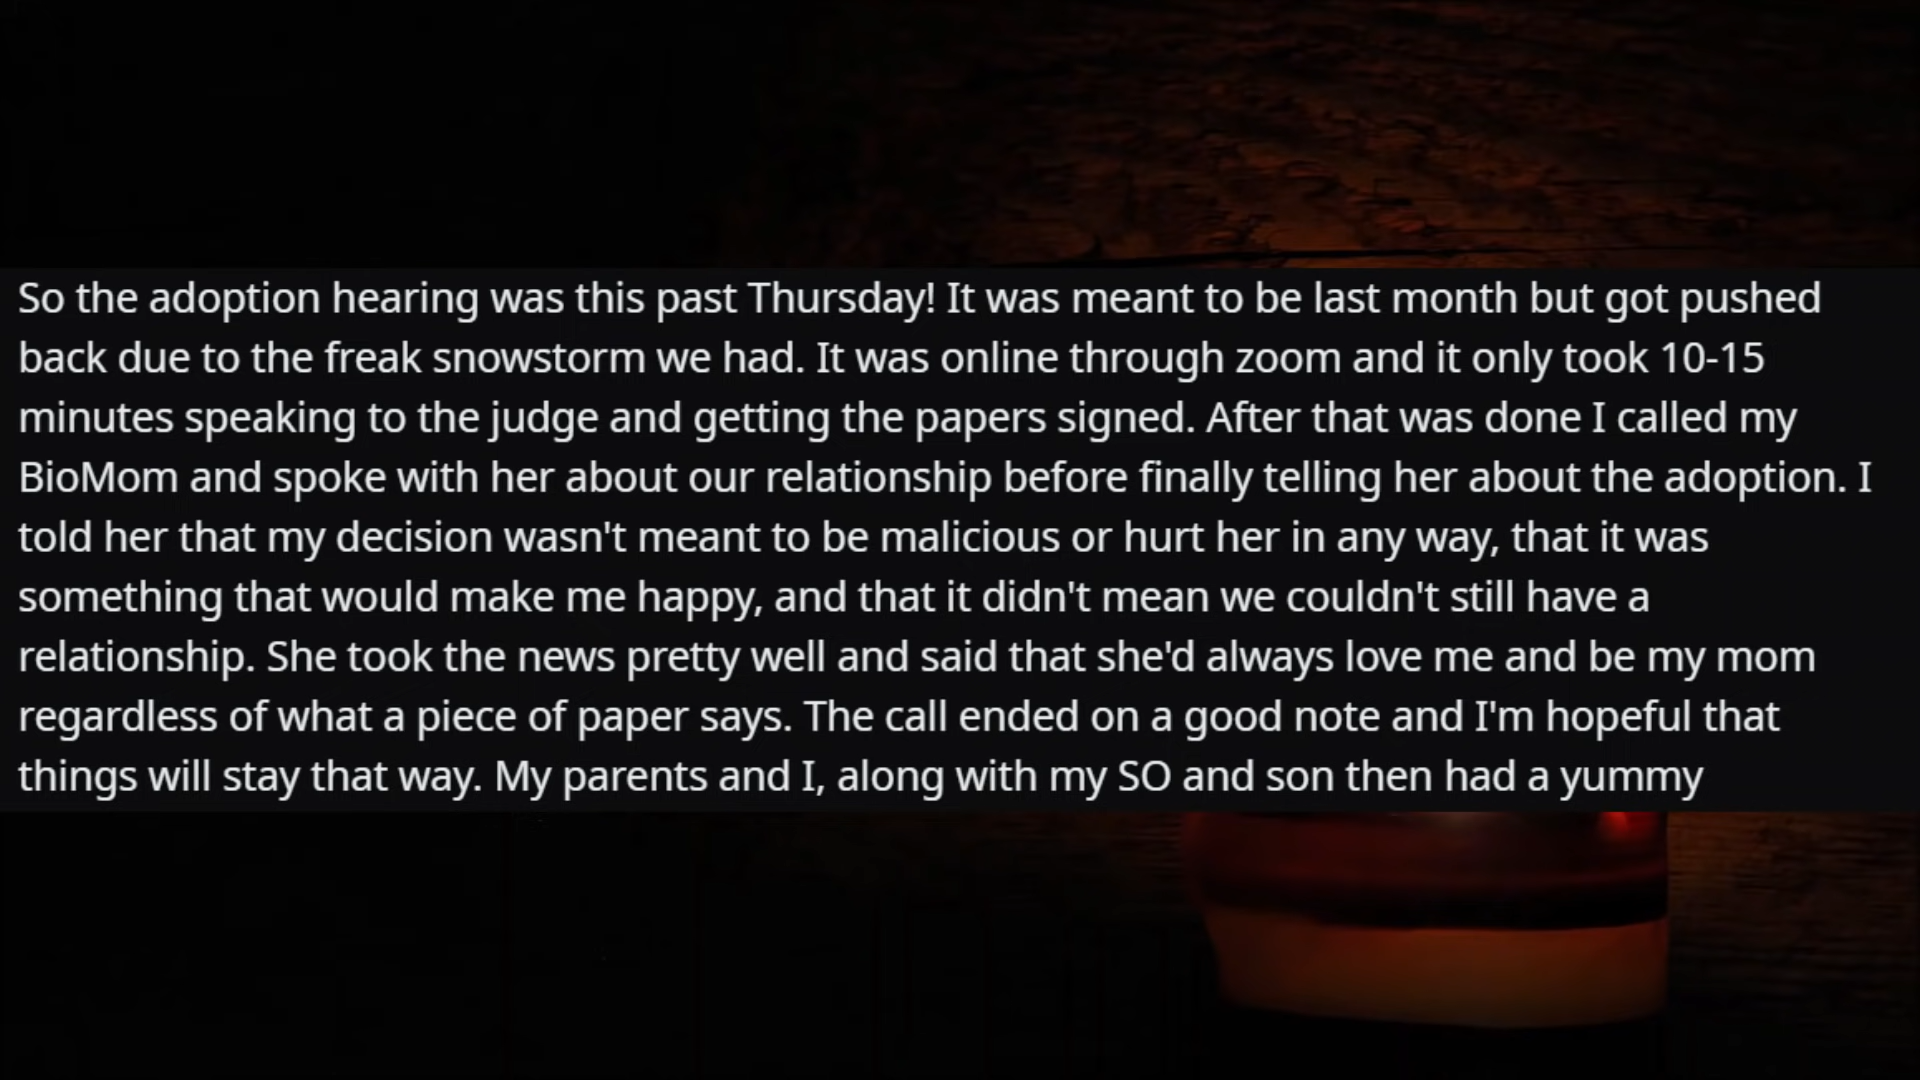 So the adoption hearing was this past Thursday! It was meant to be last month but got pushed
back due to the freak snowstorm we had. It was online through zoom and it only took 10-15
minutes speaking to the judge and getting the papers signed. After that was done I called my
BioMom and spoke with her about our relationship before finally telling her about the adoption. I
told her that my decision wasn't meant to be malicious or hurt her in any way, that it was
something that would make me happy, and that it didn't mean we couldn't still have a
relationship. She took the news pretty well and said that she'd always love me and be my mom
regardless of what a piece of paper says. The call ended on a good note and I'm hopeful that
things will stay that way. My parents and I, along with my SO and son then had a yummy